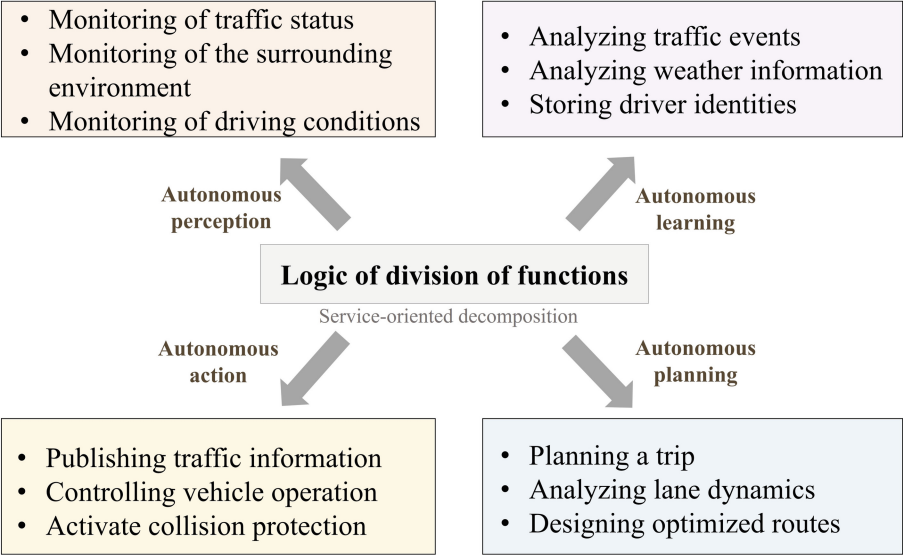 • Monitoring of traffic status
• Monitoring of the surrounding
environment
• Monitoring of driving conditions
• Analyzing traffic events
• Analyzing weather information
• Storing driver identities
Autonomous
perception
Autonomous
learning
Logic of division of functions
Service-oriented decomposition
Autonomous
action
Autonomous
planning
• Publishing traffic information
• Controlling vehicle operation
• Activate collision protection
• Planning a trip
• Analyzing lane dynamics
• Designing optimized routes